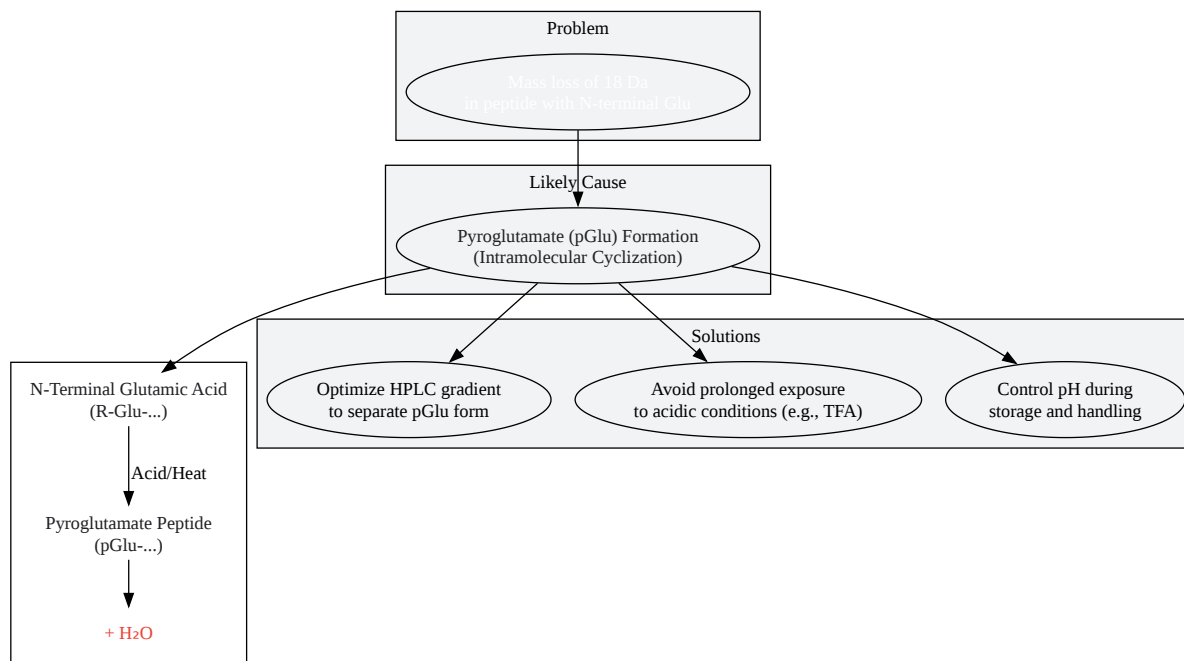 Problem
Mass loss of 18 Da
in peptide with N-terminal Glu
Likely Cause
Pyroglutamate (pGlu) Formation
(Intramolecular Cyclization)
Solutions
N-Terminal Glutamic Acid
(R-Glu-...)
Optimize HPLC gradient
to separate pGlu form
Avoid prolonged exposure
to acidic conditions (e.g., TFA)
Control pH during
storage and handling
Acid/Heat
Pyroglutamate Peptide
(pGlu-...)
+ H₂O